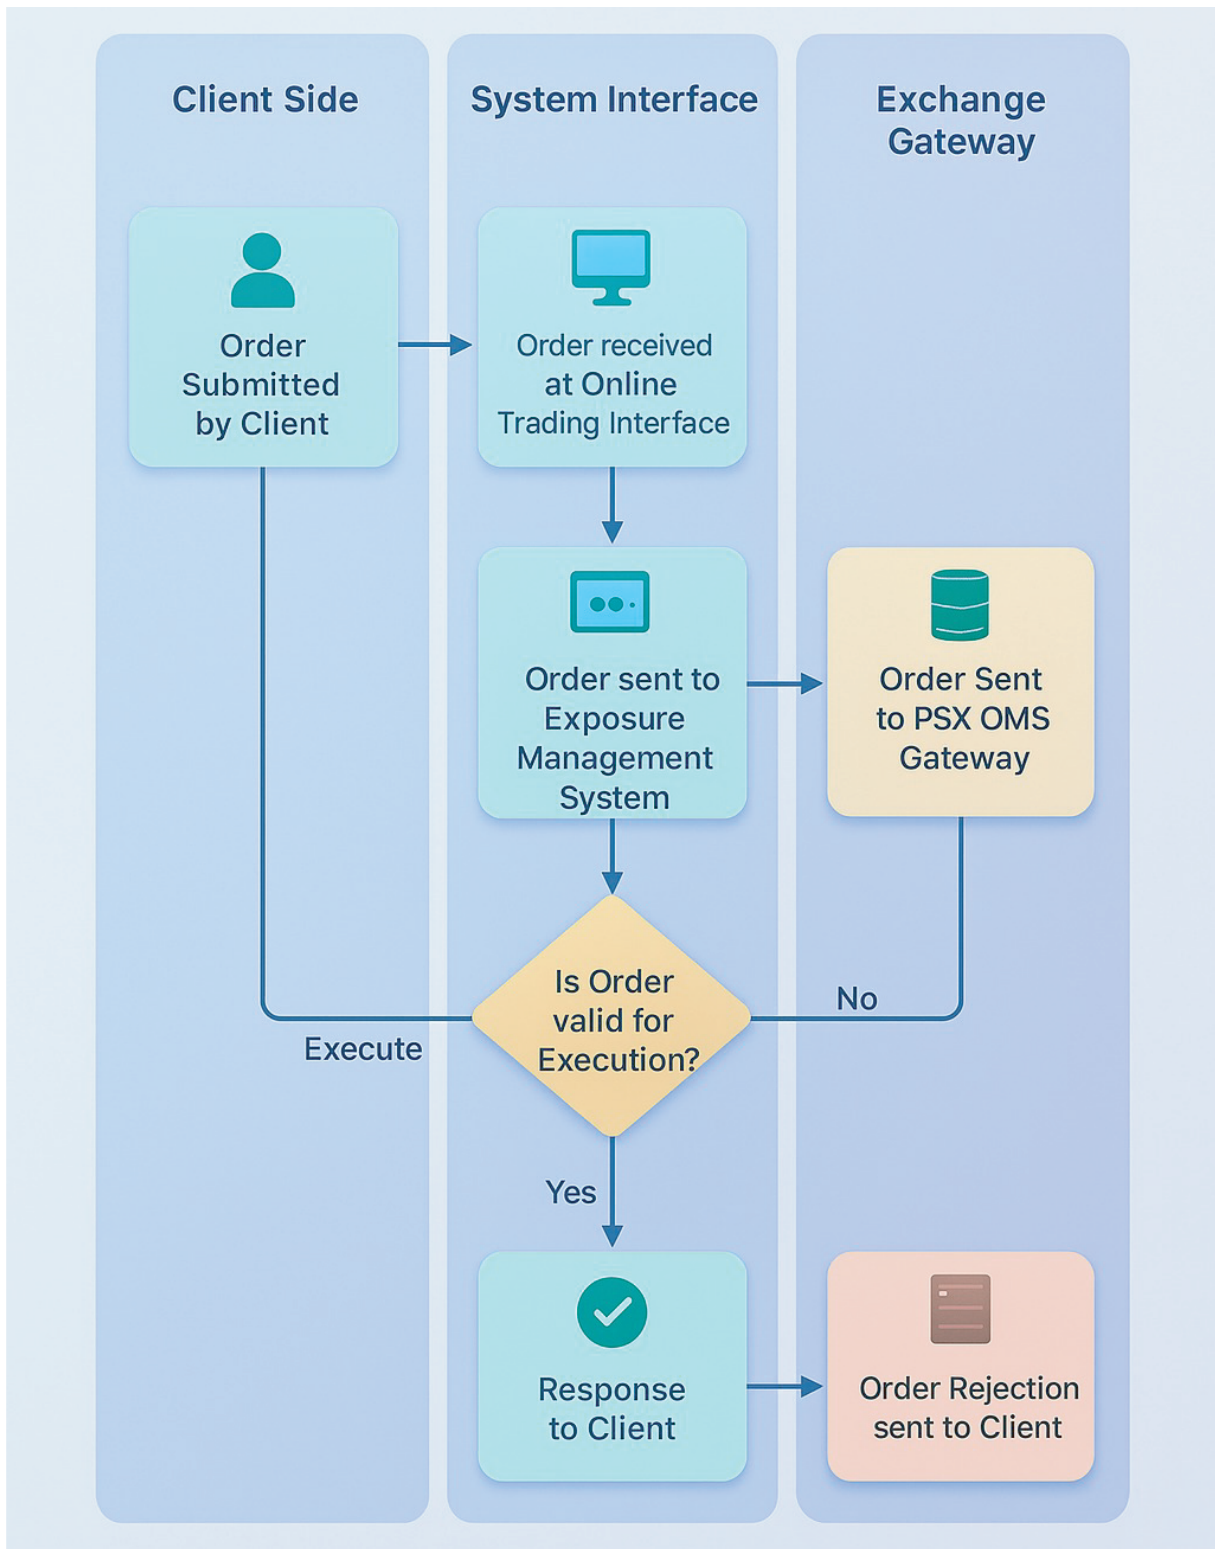 Client Side
System Interface
Exchange
Gateway
Order
Submitted
by Client
Order received
at Online
Trading Interface
Order sent to
Exposure
Management
System
Order Sent
to PSX OMS
Gateway
Is Order
valid for
Execution?
No
Execute
Yes
Response
to Client
Order Rejection
sent to Client